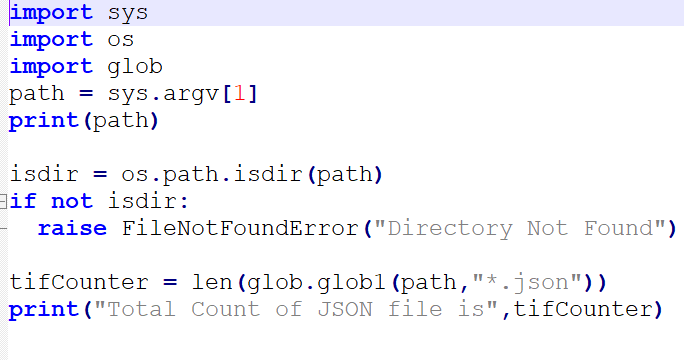 import sys
import os
import glob
path = sys.argv[1]
print(path)
isdir = os.path.isdir(path)
if not isdir:
  raise FileNotFoundError("Directory Not Found")
tifCounter = len(glob.glob1(path,"*.json"))
print("Total Count of JSON file is",tifCounter)